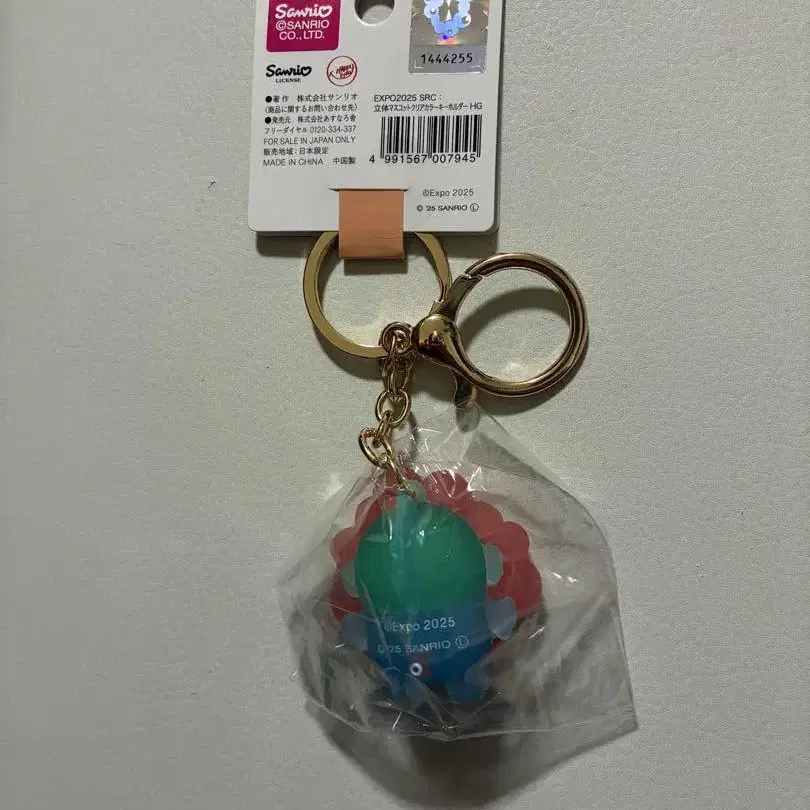 Sanrio
©SANRIO
CO., LTD.
1444255
Sanrio
LICENSE
●著作 株式会社サンリオ
(商品に関するお問い合わせ先)
●発売元 株式会社あすなろ舎
フリーダイヤル 0120-334-337
FOR SALE IN JAPAN ONLY
販売地域:日本限定
MADE IN CHINA 中国製
EXPO2025 SRC:
立体マスコットクリアカラーキーホルダー HG
4 991567 007945
©Expo 2025
© '25 SANRIO Ⓛ
©Expo 2025
© '25 SANRIO Ⓛ